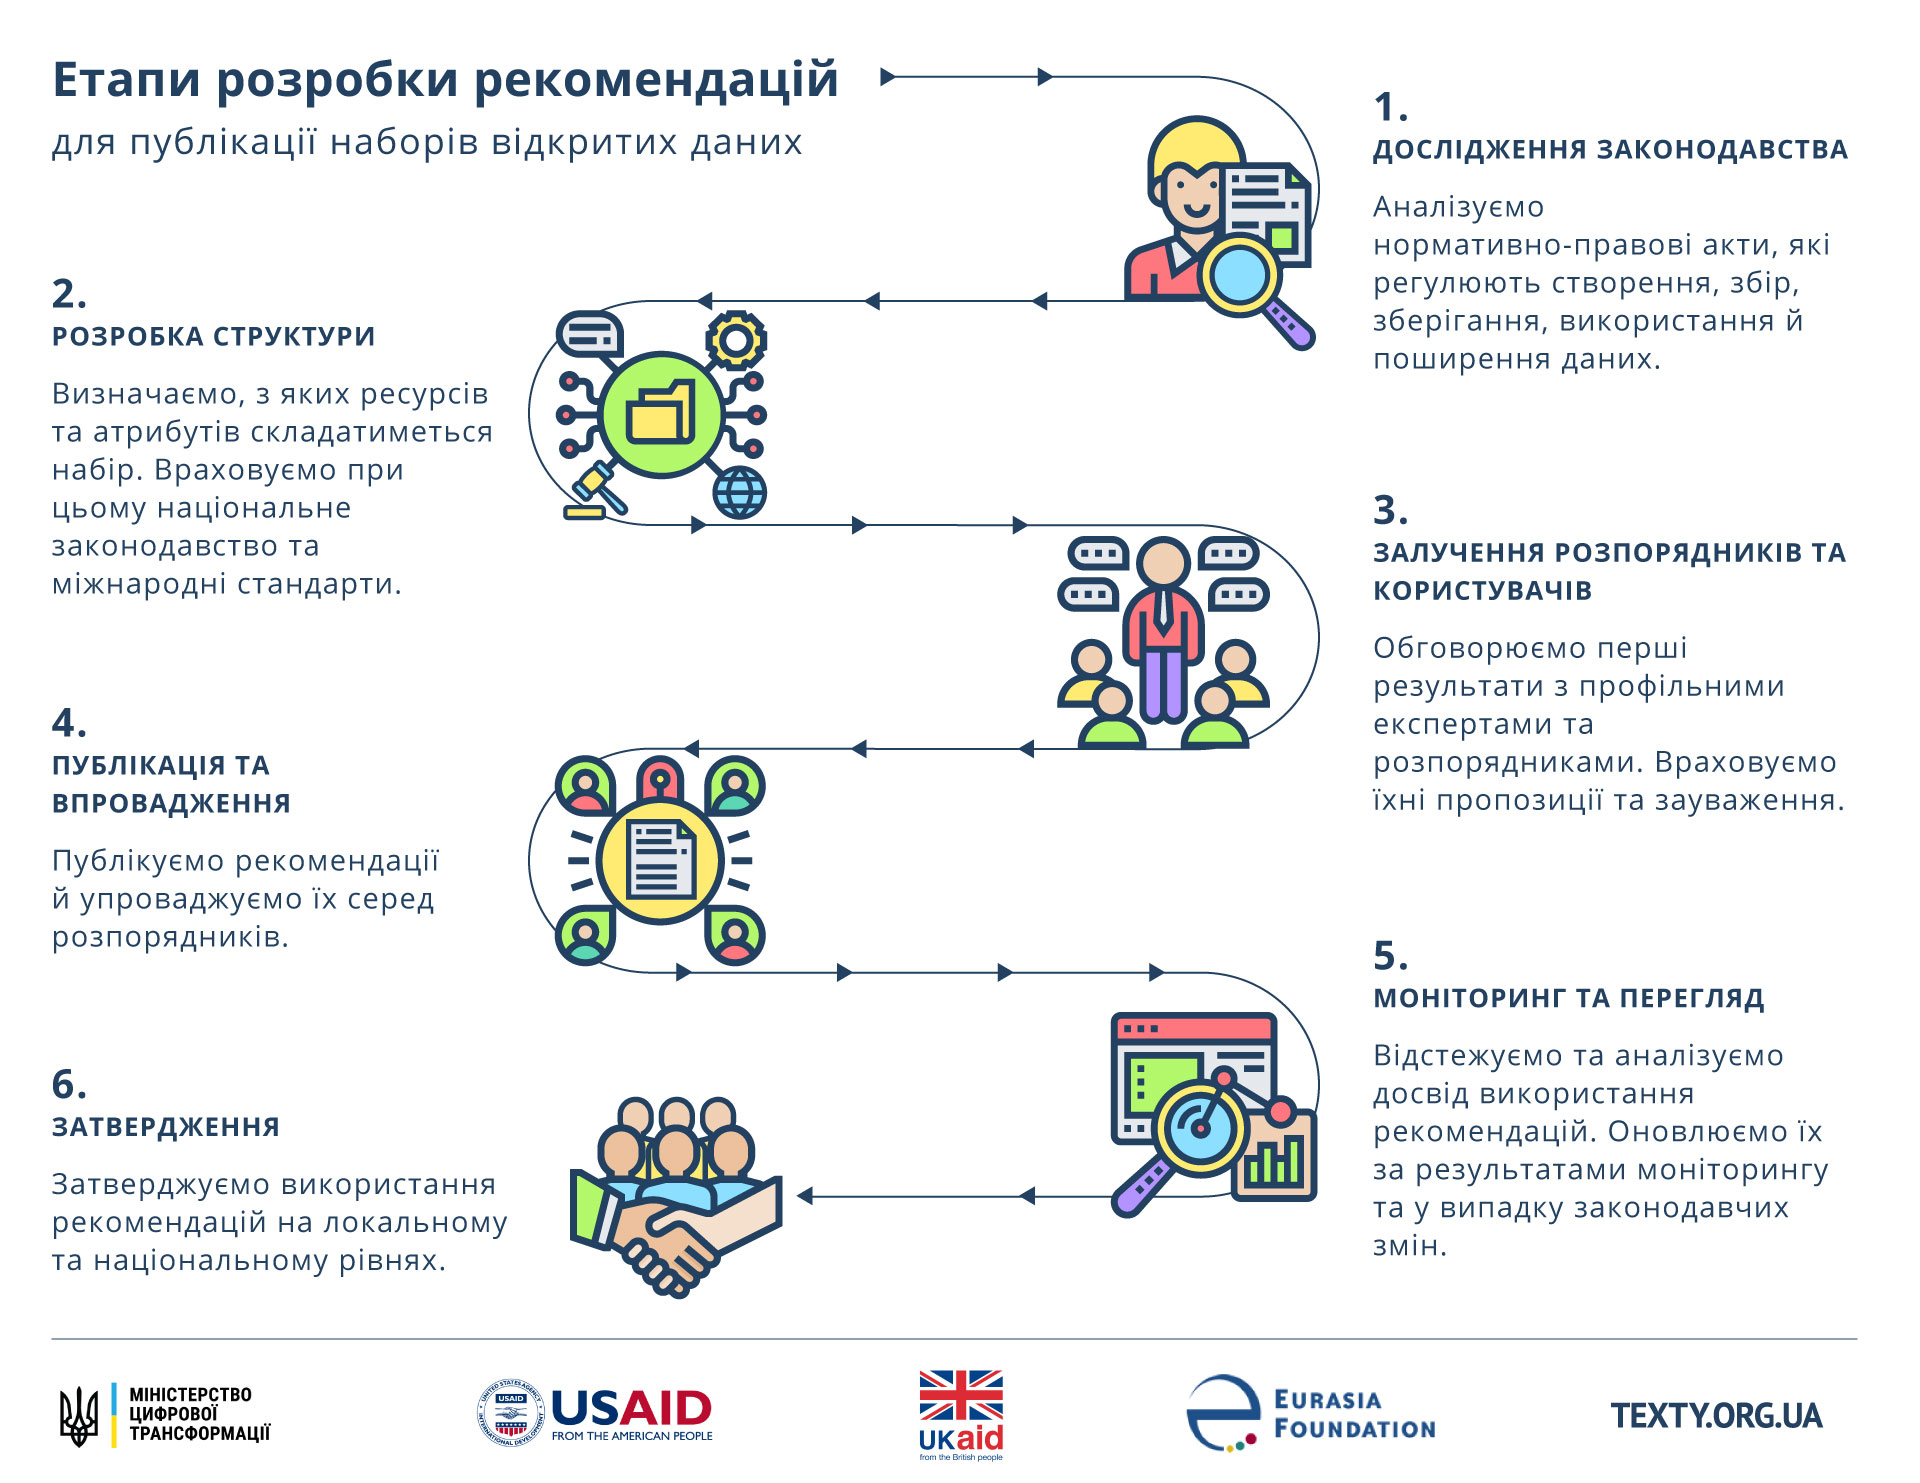 Етапи розробки рекомендацій
для публікації наборів відкритих даних
1.
ДОСЛІДЖЕННЯ ЗАКОНОДАВСТВА
Аналізуємо
нормативно-правові акти, які
регулюють створення, збір,
зберігання, використання й
поширення даних.
2.
РОЗРОБКА СТРУКТУРИ
Визначаємо, з яких ресурсів
та атрибутів складатиметься
набір. Враховуємо при
цьому національне
законодавство та
міжнародні стандарти.
3.
ЗАЛУЧЕННЯ РОЗПОРЯДНИКІВ ТА
КОРИСТУВАЧІВ
Обговорюємо перші
результати з профільними
експертами та
розпорядниками. Враховуємо
їхні пропозиції та зауваження.
4.
ПУБЛІКАЦІЯ ТА
ВПРОВАДЖЕННЯ
Публікуємо рекомендації
й упроваджуємо їх серед
розпорядників.
5.
МОНІТОРИНГ ТА ПЕРЕГЛЯД
Відстежуємо та аналізуємо
досвід використання
рекомендацій. Оновлюємо їх
за результатами моніторингу
та у випадку законодавчих
змін.
6.
ЗАТВЕРДЖЕННЯ
Затверджуємо використання
рекомендацій на локальному
та національному рівнях.
МІНІСТЕРСТВО
ЦИФРОВОЇ
ТРАНСФОРМАЦІЇ
UNITED STATES AGENCY
USAID
INTERNATIONAL DEVELOPMENT
USAID
FROM THE AMERICAN PEOPLE
UKaid
from the British people
EURASIA
FOUNDATION
TEXTY.ORG.UA